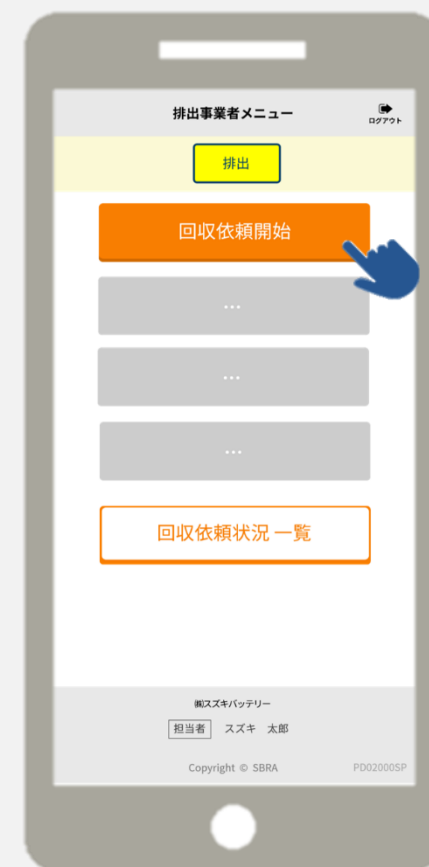 排出事業者メニュー
ログアウト
排出
回収依頼開始
...
...
...
回収依頼状況 一覧
㈱スズキバッテリー
担当者 スズキ 太郎
Copyright © SBRA PD02000SP